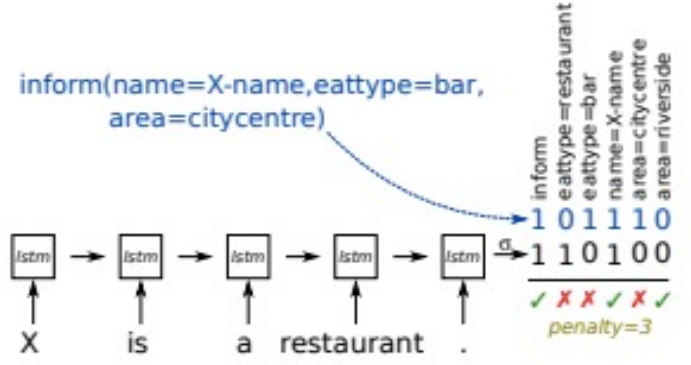 inform(name=X-name,eattype=bar,
area=citycentre)
inform
eattype=restaurant
eattype=bar
name=X-name
area=citycentre
area=riverside
1 0 1 1 1 0
lstm lstm lstm lstm lstm σ 1 1 0 1 0 0
✓ ✗ ✗ ✓ ✗ ✓
penalty=3
X is a restaurant .